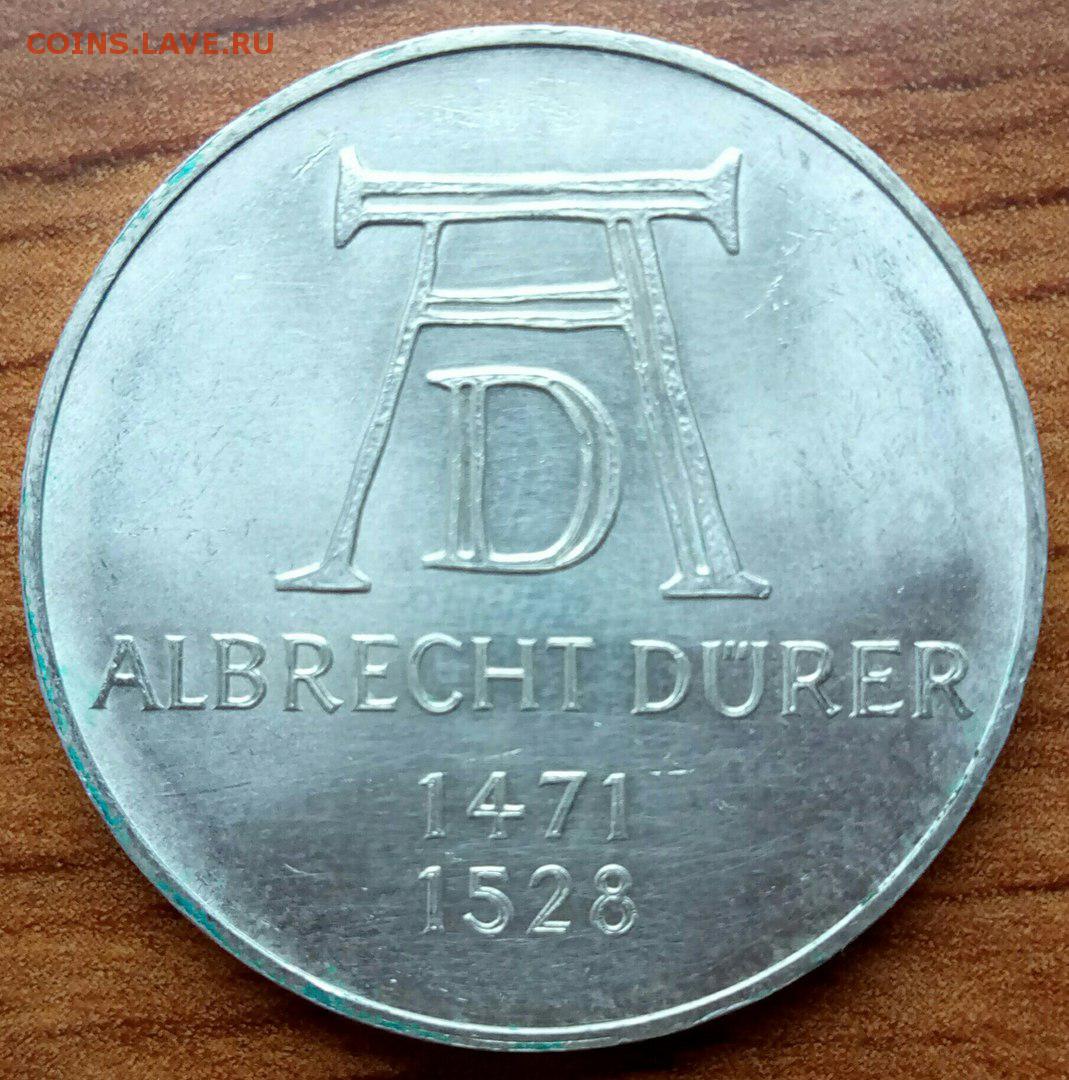 COINS.LAVE.RU
AD
ALBRECHT DÜRER
1471
1528